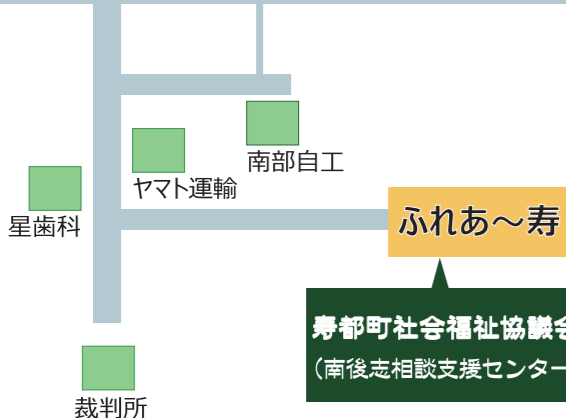 南部自工
ヤマト運輸
星歯科
ふれあ～寿
寿都町社会福祉協議会
（南後志相談支援センター
裁判所